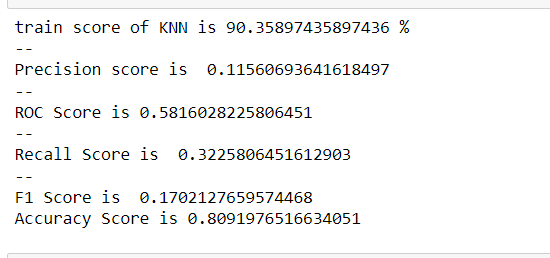 train score of KNN is 90.35897435897436 %
--
Precision score is  0.11560693641618497
--
ROC Score is 0.5816028225806451
--
Recall Score is  0.3225806451612903
--
F1 Score is  0.1702127659574468
Accuracy Score is 0.8091976516634051